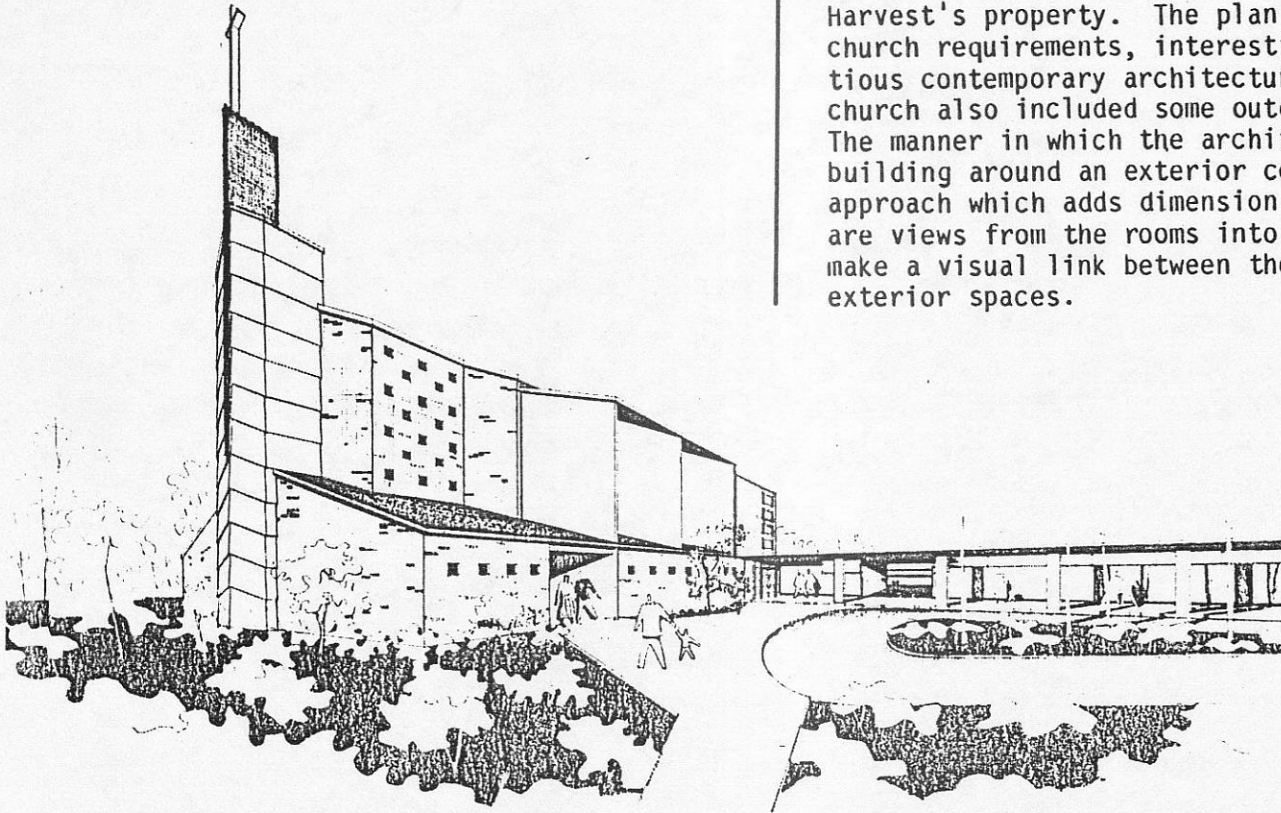 Harvest's property. The plan
church requirements, interest
tious contemporary architectu
church also included some out
The manner in which the archi
building around an exterior c
approach which adds dimension
are views from the rooms into
make a visual link between the
exterior spaces.